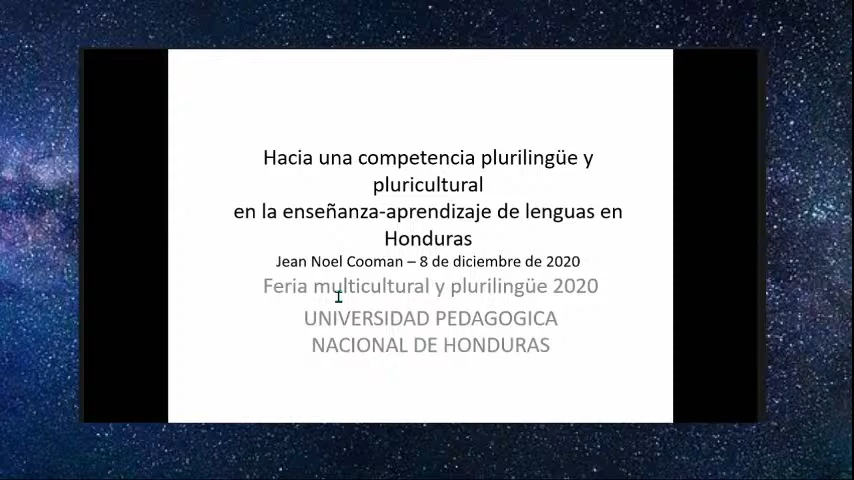 Hacia una competencia plurilingüe y
pluricultural
en la enseñanza-aprendizaje de lenguas en
Honduras
Jean Noel Cooman – 8 de diciembre de 2020
Feria multicultural y plurilingüe 2020
UNIVERSIDAD PEDAGOGICA
NACIONAL DE HONDURAS